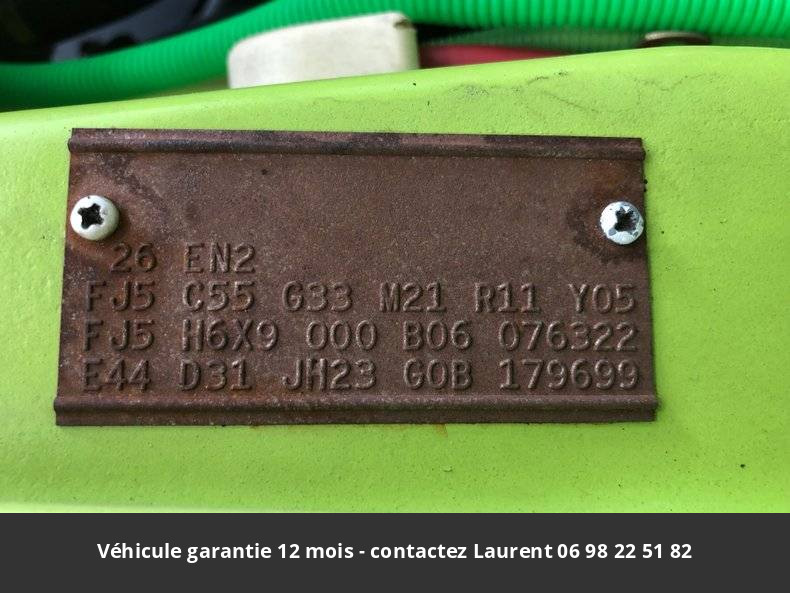 26 EN2
FJ5 C55 G33 M21 R11 Y05
FJ5 H6X9 000 B06 076322
E44 D31 JH23 G0B 179699
Véhicule garantie 12 mois - contactez Laurent 06 98 22 51 82